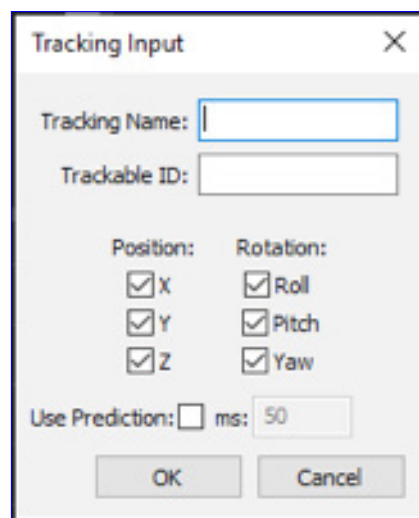 Tracking Input
Tracking Name:
Trackable ID:
Position: Rotation:
X Roll
Y Pitch
Z Yaw
Use Prediction: ms: 50
OK Cancel